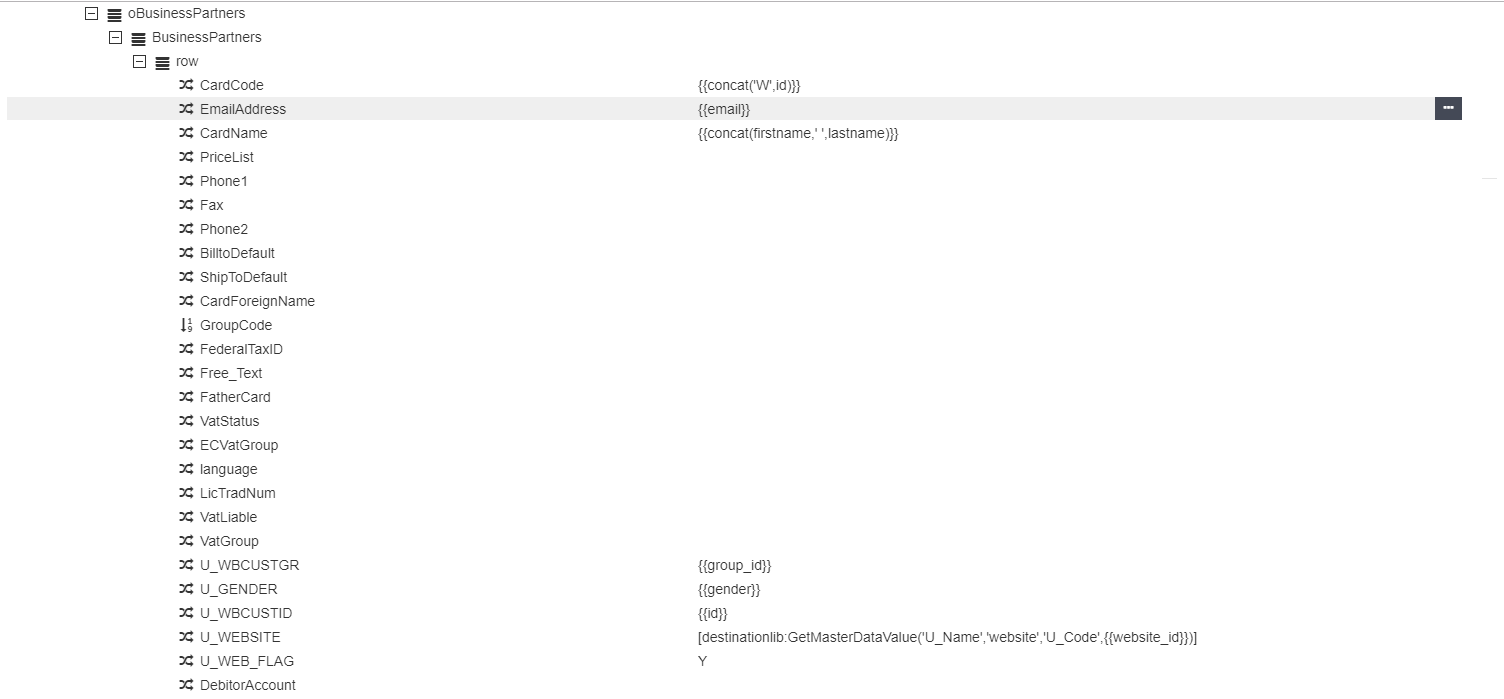 oBusinessPartners
BusinessPartners
row
CardCode {{concat('W',id)}}
EmailAddress {{email}}
CardName {{concat(firstname,' ',lastname)}}
PriceList
Phone1
Fax
Phone2
BilltoDefault
ShipToDefault
CardForeignName
GroupCode
FederalTaxID
Free_Text
FatherCard
VatStatus
ECVatGroup
language
LicTradNum
VatLiable
VatGroup
U_WBCUSTGR {{group_id}}
U_GENDER {{gender}}
U_WBCUSTID {{id}}
U_WEBSITE [destinationlib:GetMasterDataValue('U_Name','website','U_Code',{{website_id}})]
U_WEB_FLAG Y
DebitorAccount